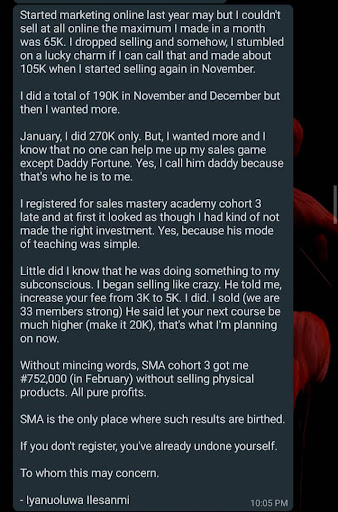 Started marketing online last year may but I couldn't
sell at all online the maximum I made in a month
was 65K. I dropped selling and somehow, I stumbled
on a lucky charm if I can call that and made about
105K when I started selling again in November.
I did a total of 190K in November and December but
then I wanted more.
January, I did 270K only. But, I wanted more and I
know that no one can help me up my sales game
except Daddy Fortune. Yes, I call him daddy because
that's who he is to me.
I registered for sales mastery academy cohort 3
late and at first it looked as though I had kind of not
made the right investment. Yes, because his mode
of teaching was simple.
Little did I know that he was doing something to my
subconscious. I began selling like crazy. He told me,
increase your fee from 3K to 5K. I did. I sold (we are
33 members strong) He said let your next course be
much higher (make it 20K), that's what I'm planning
on now.
Without mincing words, SMA cohort 3 got me
#752,000 (in February) without selling physical
products. All pure profits.
SMA is the only place where such results are birthed.
If you don't register, you've already undone yourself.
To whom this may concern.
- Iyanuoluwa Ilesanmi
10:05 PM